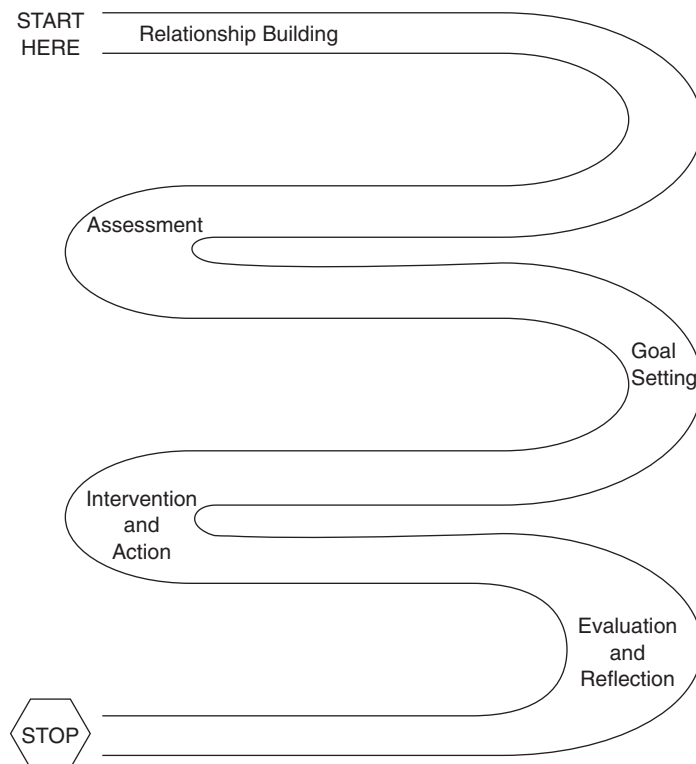 START
HERE
Relationship Building
Assessment
Goal
Setting
Intervention
and
Action
Evaluation
and
Reflection
STOP